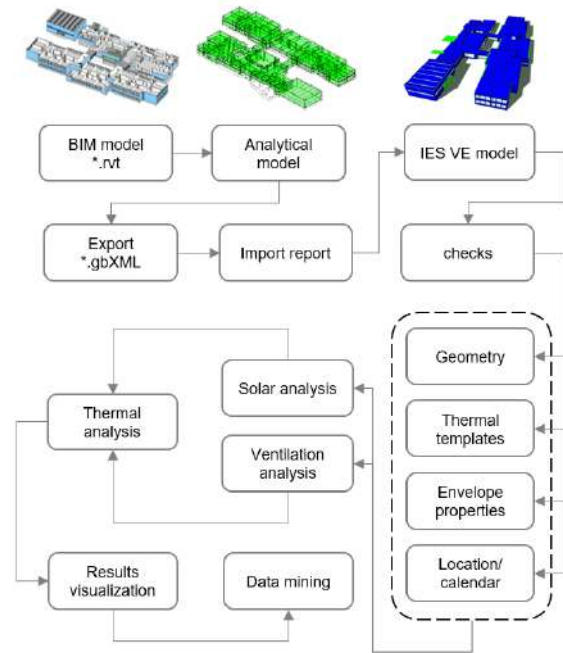 BIM model
*.rvt
Analytical
model
IES VE model
Export
*.gbXML
Import report
checks
Geometry
Solar analysis
Thermal
analysis
Thermal
templates
Ventilation
analysis
Envelope
properties
Location/
calendar
Results
visualization
Data mining